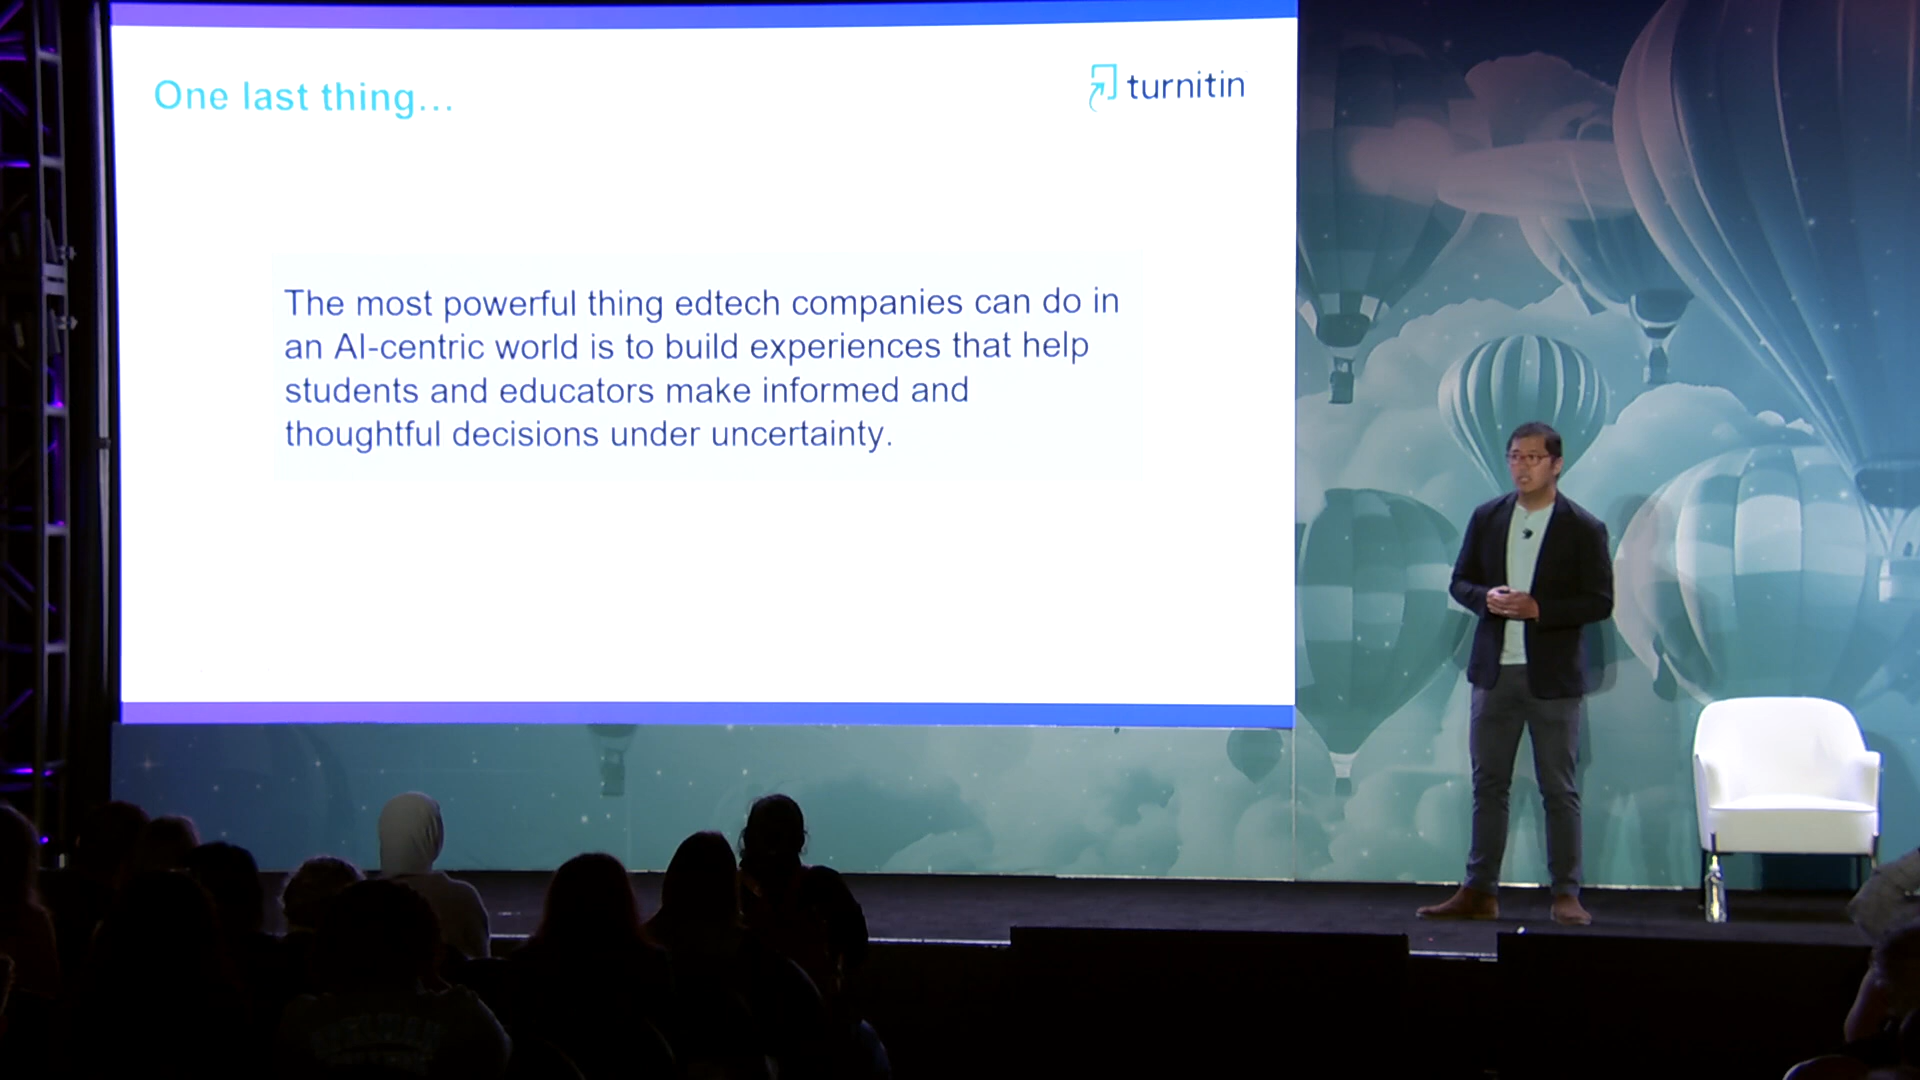 One last thing...
turnitin
The most powerful thing edtech companies can do in
an AI-centric world is to build experiences that help
students and educators make informed and
thoughtful decisions under uncertainty.